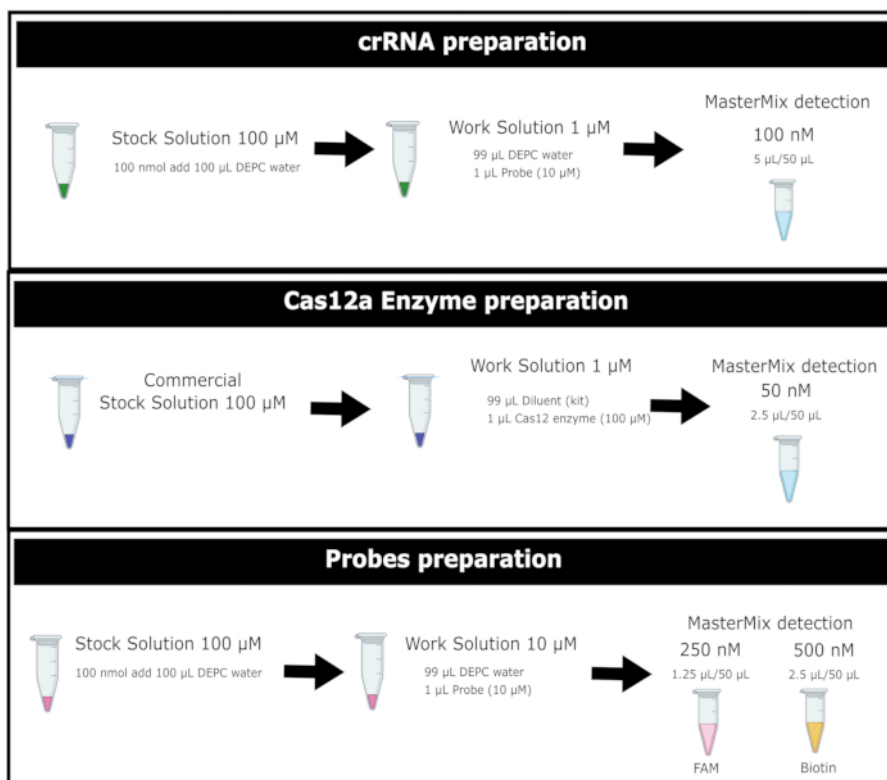 crRNA preparation
Stock Solution 100 µM
100 nmol add 100 µL DEPC water
Work Solution 1 µM
99 µL DEPC water
1 µL Probe (10 µM)
MasterMix detection
100 nM
5 µL/50 µL
Cas12a Enzyme preparation
Commercial
Stock Solution 100 µM
Work Solution 1 µM
99 µL Diluent (kit)
1 µL Cas12 enzyme (100 µM)
MasterMix detection
50 nM
2.5 µL/50 µL
Probes preparation
Stock Solution 100 µM
100 nmol add 100 µL DEPC water
Work Solution 10 µM
99 µL DEPC water
1 µL Probe (10 µM)
MasterMix detection
250 nM 500 nM
1.25 µL/50 µL 2.5 µL/50 µL
FAM Biotin